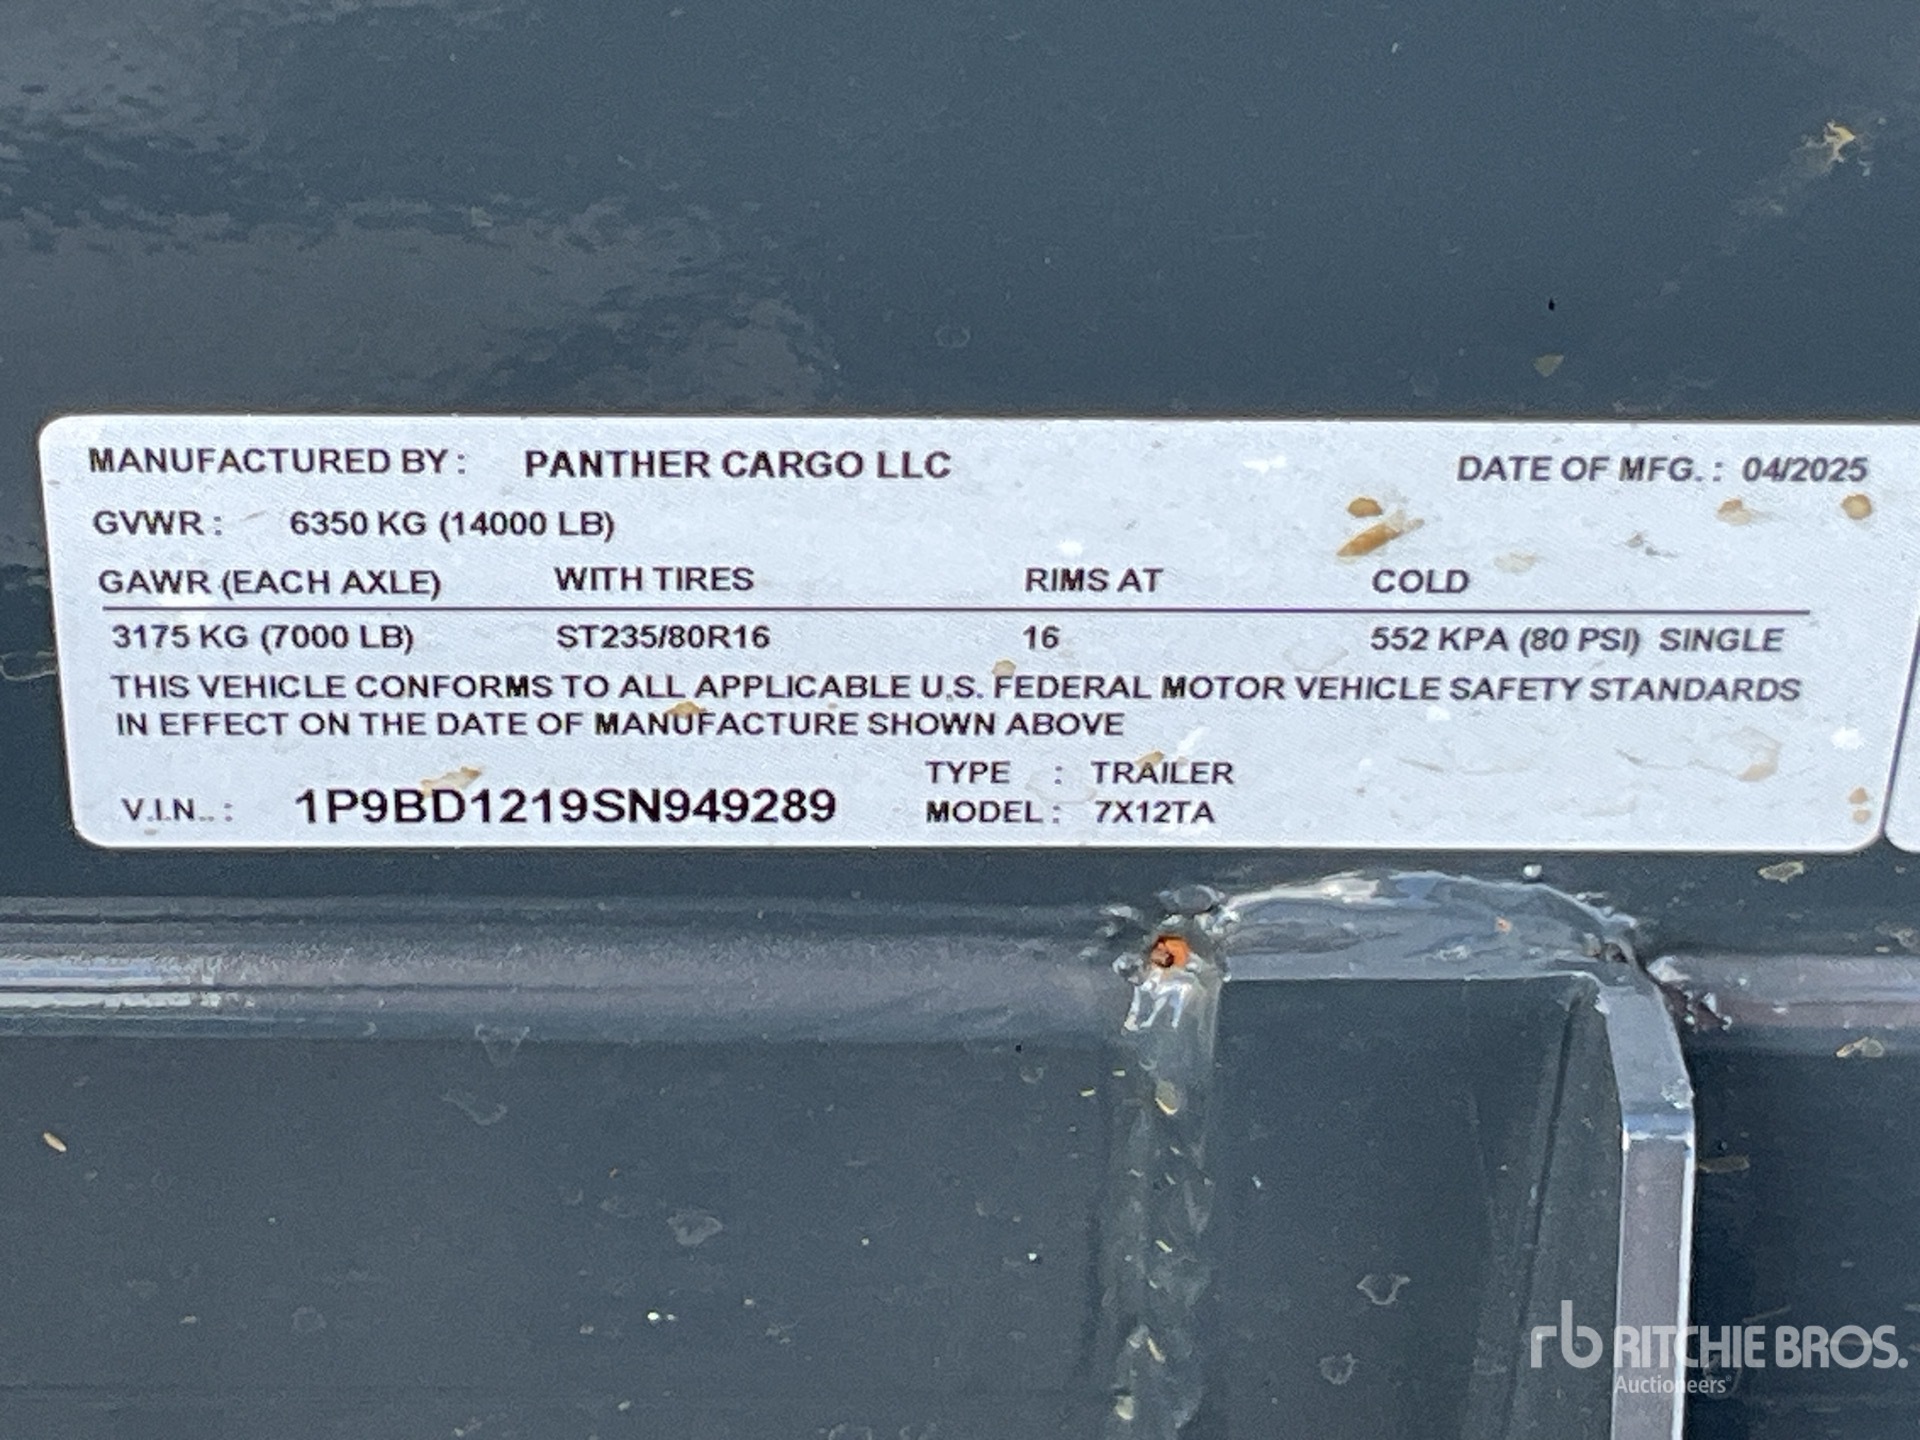 MANUFACTURED BY : PANTHER CARGO LLC DATE OF MFG. : 04/2025
GVWR : 6350 KG (14000 LB)
GAWR (EACH AXLE) WITH TIRES RIMS AT COLD
3175 KG (7000 LB) ST235/80R16 16 552 KPA (80 PSI) SINGLE
THIS VEHICLE CONFORMS TO ALL APPLICABLE U.S. FEDERAL MOTOR VEHICLE SAFETY STANDARDS
IN EFFECT ON THE DATE OF MANUFACTURE SHOWN ABOVE
TYPE : TRAILER
V.I.N.. : 1P9BD1219SN949289 MODEL : 7X12TA
rb RITCHIE BROS.
Auctioneers